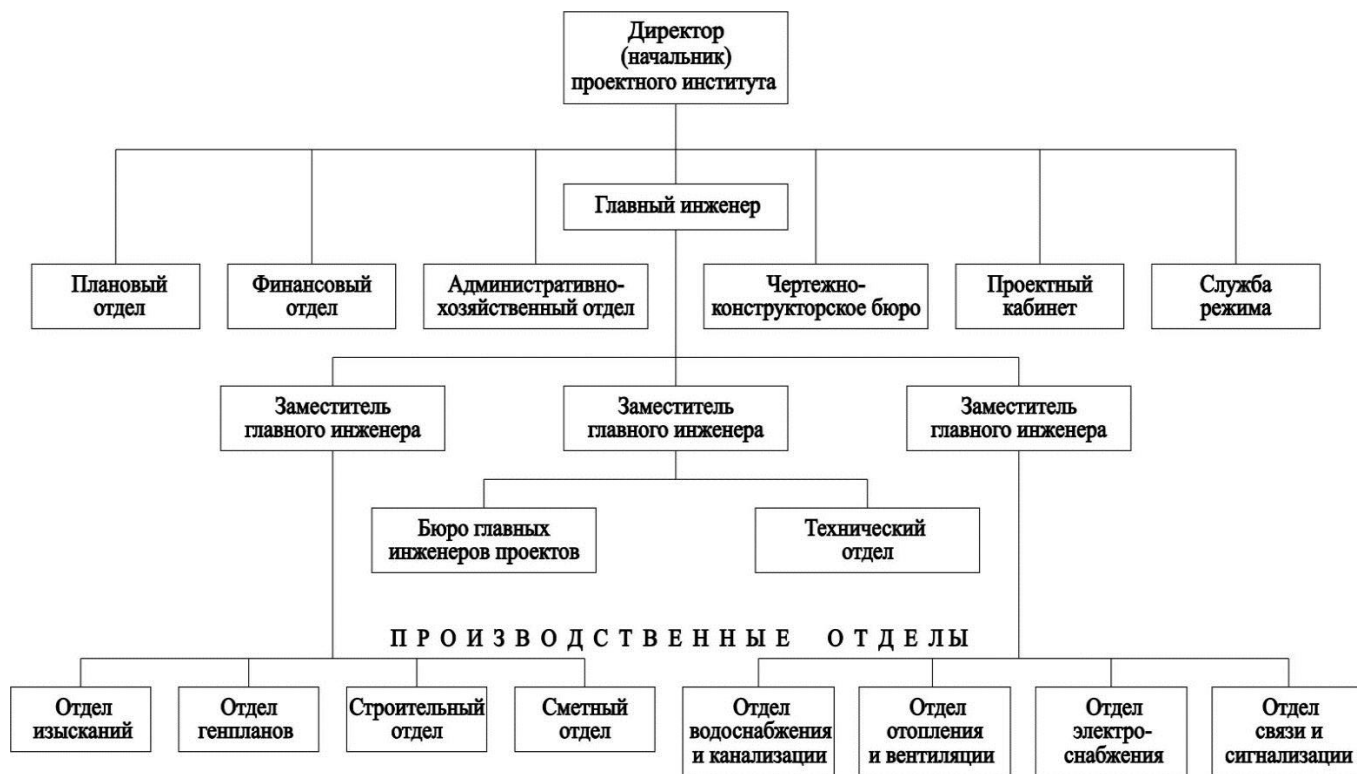 Директор
(начальник)
проектного института
Главный инженер
Плановый
отдел
Финансовый
отдел
Административно-
хозяйственный отдел
Чертежно-
конструкторское бюро
Проектный
кабинет
Служба
режима
Заместитель
главного инженера
Заместитель
главного инженера
Заместитель
главного инженера
Бюро главных
инженеров проектов
Технический
отдел
ПРОИЗВОДСТВЕННЫЕ ОТДЕЛЫ
Отдел
изысканий
Отдел
генпланов
Строительный
отдел
Сметный
отдел
Отдел
водоснабжения
и канализации
Отдел
отопления
и вентиляции
Отдел
электро-
снабжения
Отдел
связи и
сигнализации